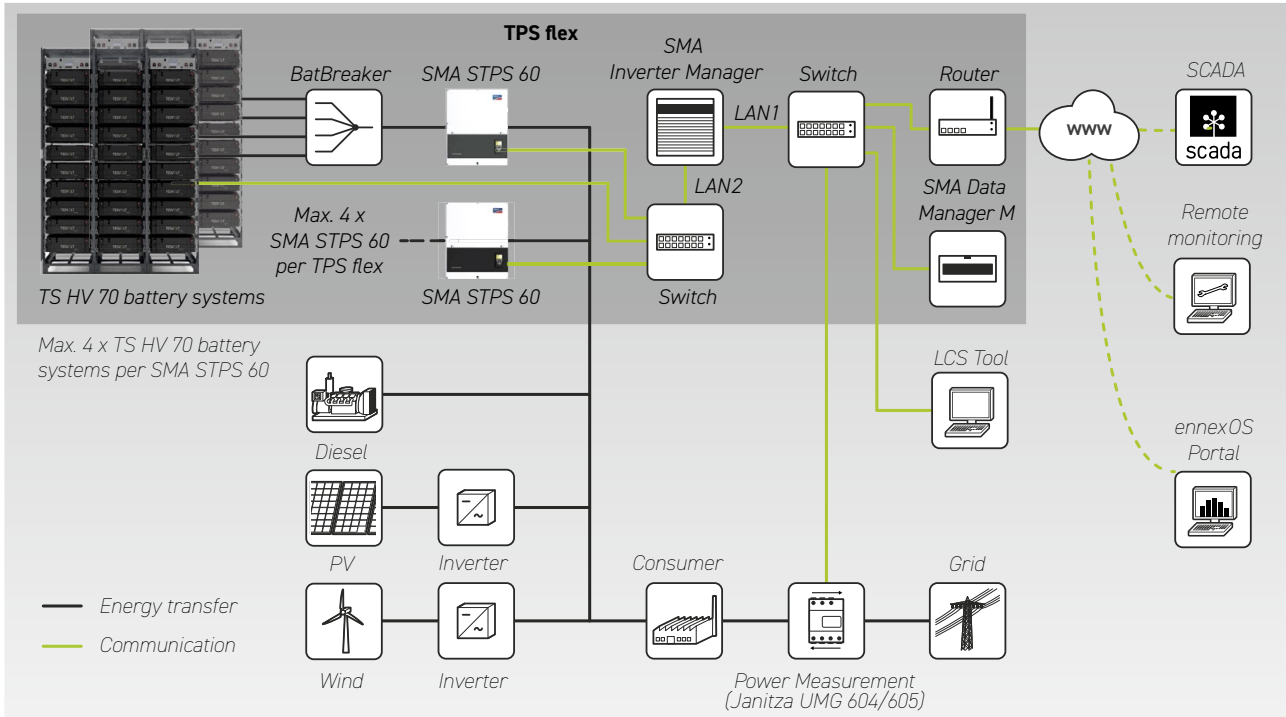 TPS flex
BatBreaker
SMA STPS 60
SMA
Inverter Manager
Switch
Router
SCADA
LAN1
www
scada
LAN2
SMA Data
Manager M
Max. 4 x
SMA STPS 60
per TPS flex
Remote
monitoring
TS HV 70 battery systems
SMA STPS 60
Switch
Max. 4 x TS HV 70 battery
systems per SMA STPS 60
LCS Tool
Diesel
ennexOS
Portal
PV
Inverter
Consumer
Grid
Energy transfer
Communication
Wind
Inverter
Power Measurement
(Janitza UMG 604/605)